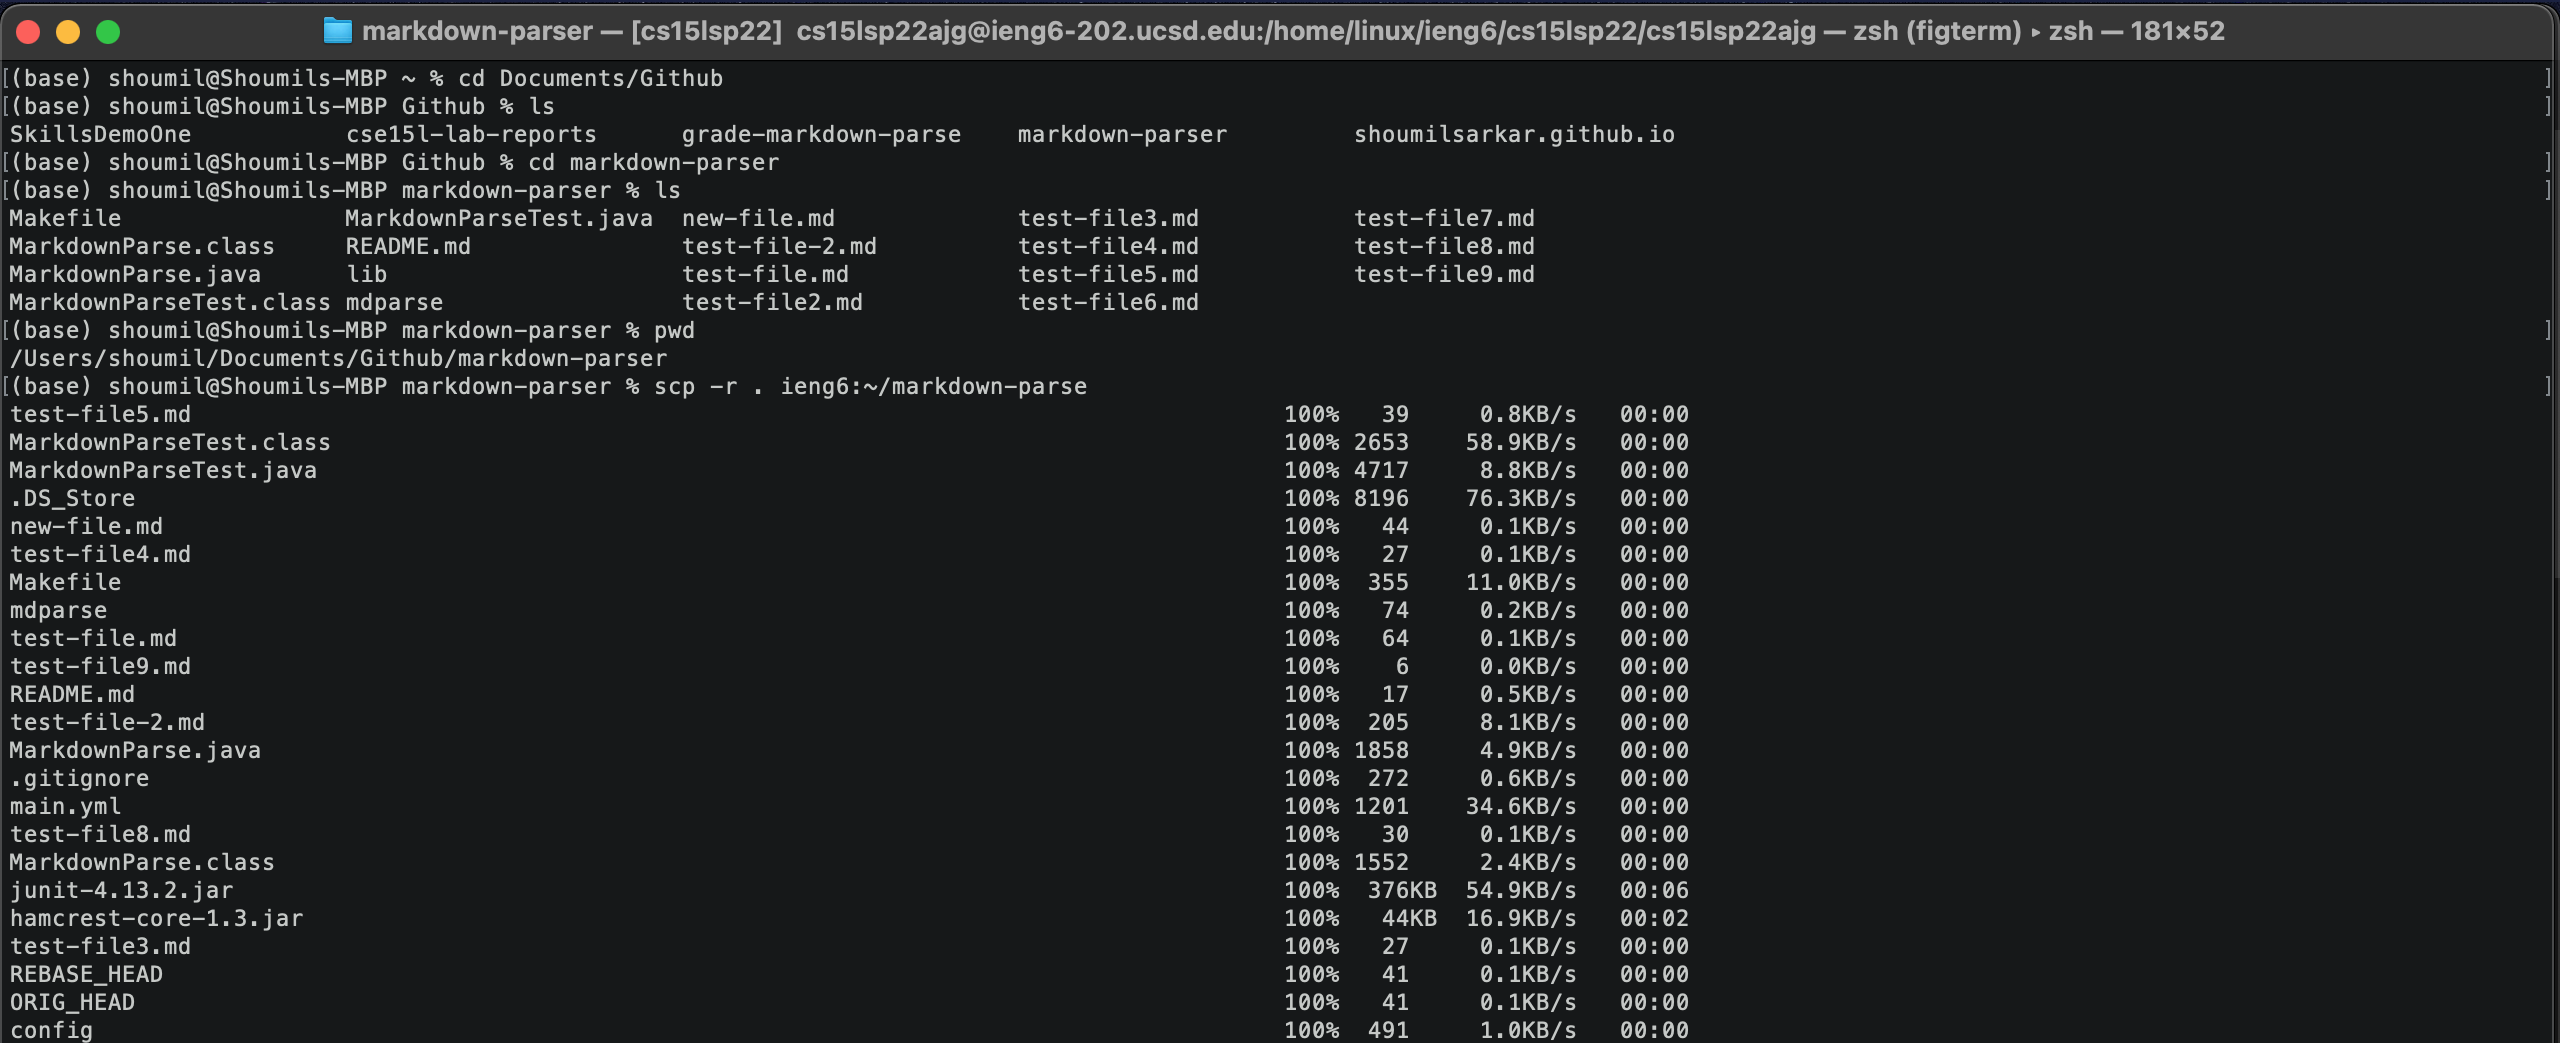 markdown-parser — [cs15lsp22] cs15lsp22ajg@ieng6-202.ucsd.edu:/home/linux/ieng6/cs15lsp22/cs15lsp22ajg — zsh (figterm) ▸ zsh — 181×52
[(base) shoumil@Shoumils-MBP ~ % cd Documents/Github ]
[(base) shoumil@Shoumils-MBP Github % ls ]
SkillsDemoOne cse15l-lab-reports grade-markdown-parse markdown-parser shoumilsarkar.github.io
[(base) shoumil@Shoumils-MBP Github % cd markdown-parser ]
[(base) shoumil@Shoumils-MBP markdown-parser % ls ]
Makefile MarkdownParseTest.java new-file.md test-file3.md test-file7.md
MarkdownParse.class README.md test-file-2.md test-file4.md test-file8.md
MarkdownParse.java lib test-file.md test-file5.md test-file9.md
MarkdownParseTest.class mdparse test-file2.md test-file6.md
[(base) shoumil@Shoumils-MBP markdown-parser % pwd ]
/Users/shoumil/Documents/Github/markdown-parser
[(base) shoumil@Shoumils-MBP markdown-parser % scp -r . ieng6:~/markdown-parse ]
test-file5.md 100% 39 0.8KB/s 00:00
MarkdownParseTest.class 100% 2653 58.9KB/s 00:00
MarkdownParseTest.java 100% 4717 8.8KB/s 00:00
.DS_Store 100% 8196 76.3KB/s 00:00
new-file.md 100% 44 0.1KB/s 00:00
test-file4.md 100% 27 0.1KB/s 00:00
Makefile 100% 355 11.0KB/s 00:00
mdparse 100% 74 0.2KB/s 00:00
test-file.md 100% 64 0.1KB/s 00:00
test-file9.md 100% 6 0.0KB/s 00:00
README.md 100% 17 0.5KB/s 00:00
test-file-2.md 100% 205 8.1KB/s 00:00
MarkdownParse.java 100% 1858 4.9KB/s 00:00
.gitignore 100% 272 0.6KB/s 00:00
main.yml 100% 1201 34.6KB/s 00:00
test-file8.md 100% 30 0.1KB/s 00:00
MarkdownParse.class 100% 1552 2.4KB/s 00:00
junit-4.13.2.jar 100% 376KB 54.9KB/s 00:06
hamcrest-core-1.3.jar 100% 44KB 16.9KB/s 00:02
test-file3.md 100% 27 0.1KB/s 00:00
REBASE_HEAD 100% 41 0.1KB/s 00:00
ORIG_HEAD 100% 41 0.1KB/s 00:00
config 100% 491 1.0KB/s 00:00